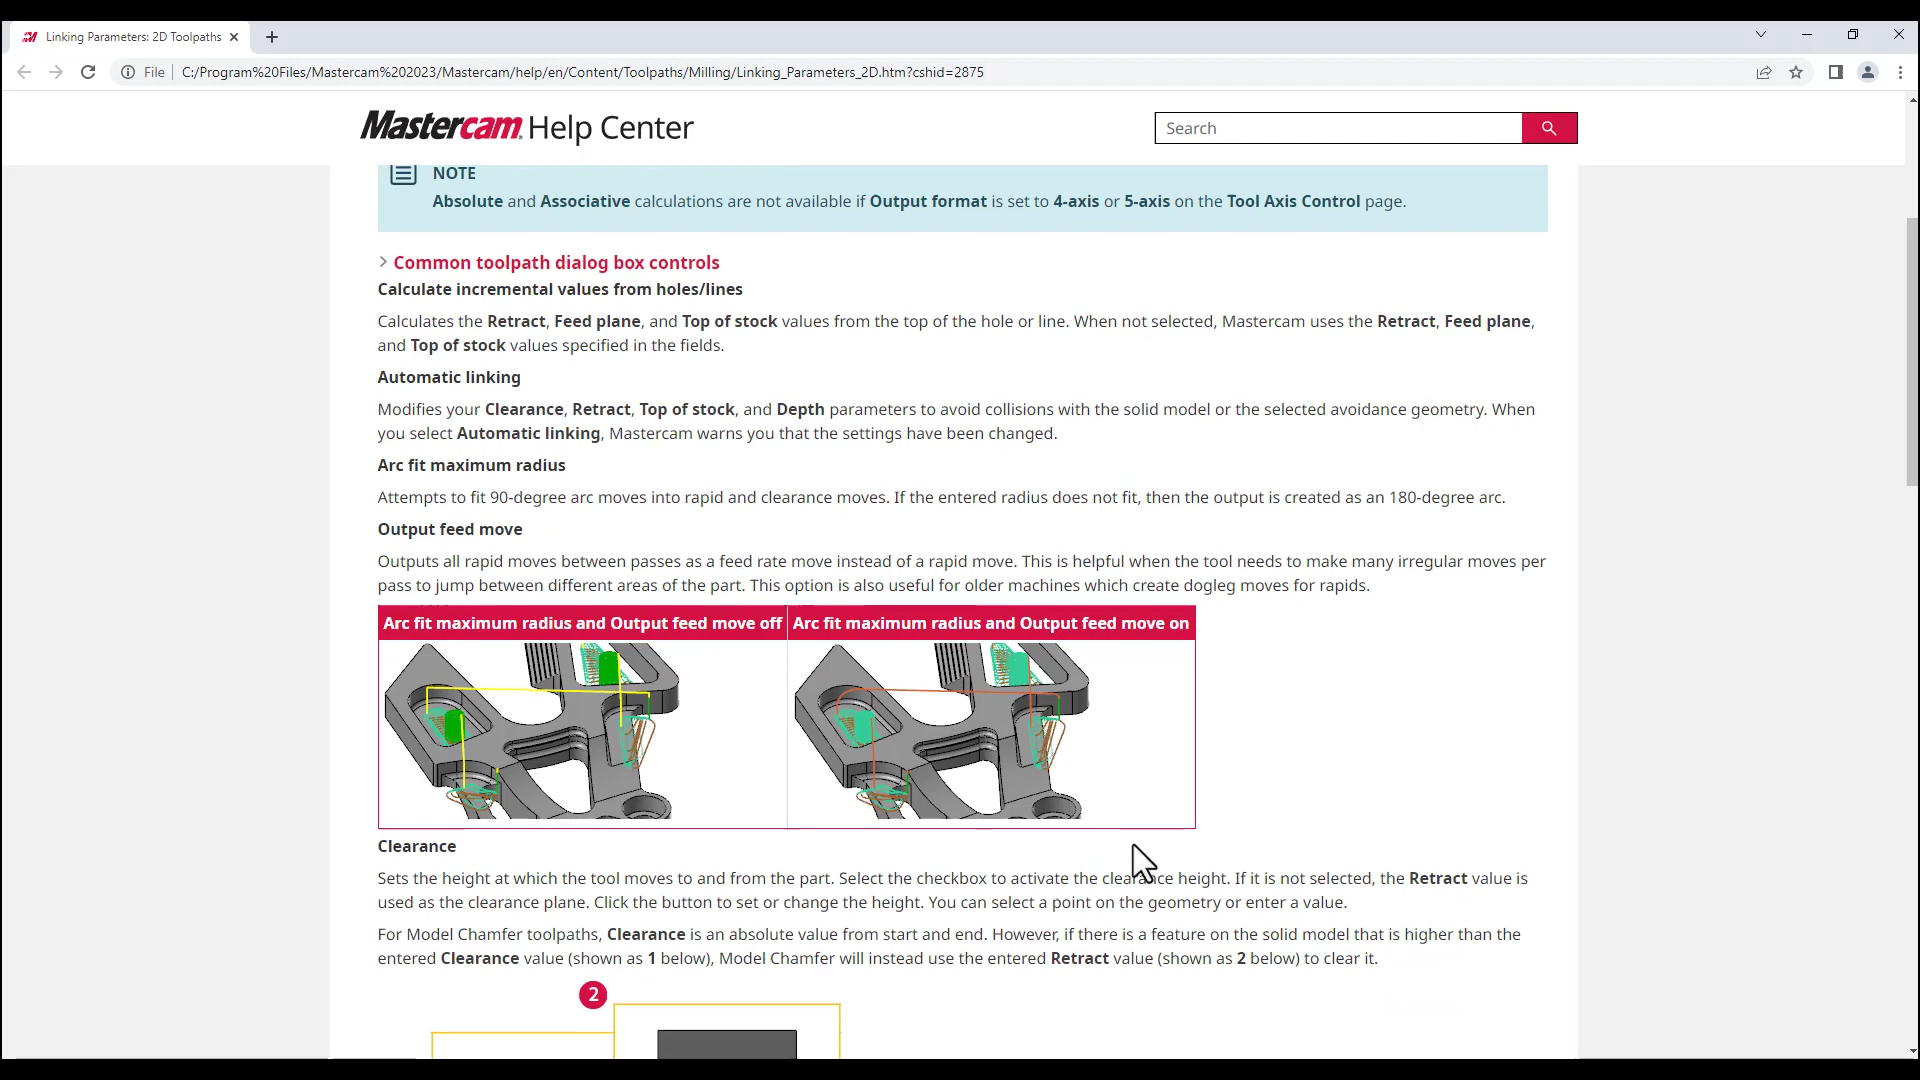 Linking Parameters: 2D Toolpaths
File
C:/Program%20Files/Mastercam%202023/Mastercam/help/en/Content/Toolpaths/Milling/Linking_Parameters_2D.htm?cshid=2875
Mastercam. Help Center
Search
NOTE
Absolute and Associative calculations are not available if Output format is set to 4-axis or 5-axis on the Tool Axis Control page.
Common toolpath dialog box controls
Calculate incremental values from holes/lines
Calculates the Retract, Feed plane, and Top of stock values from the top of the hole or line. When not selected, Mastercam uses the Retract, Feed plane,
and Top of stock values specified in the fields.
Automatic linking
Modifies your Clearance, Retract, Top of stock, and Depth parameters to avoid collisions with the solid model or the selected avoidance geometry. When
you select Automatic linking, Mastercam warns you that the settings have been changed.
Arc fit maximum radius
Attempts to fit 90-degree arc moves into rapid and clearance moves. If the entered radius does not fit, then the output is created as an 180-degree arc.
Output feed move
Outputs all rapid moves between passes as a feed rate move instead of a rapid move. This is helpful when the tool needs to make many irregular moves per
pass to jump between different areas of the part. This option is also useful for older machines which create dogleg moves for rapids.
Arc fit maximum radius and Output feed move off
Arc fit maximum radius and Output feed move on
Clearance
Sets the height at which the tool moves to and from the part. Select the checkbox to activate the clearance height. If it is not selected, the Retract value is
used as the clearance plane. Click the button to set or change the height. You can select a point on the geometry or enter a value.
For Model Chamfer toolpaths, Clearance is an absolute value from start and end. However, if there is a feature on the solid model that is higher than the
entered Clearance value (shown as 1 below), Model Chamfer will instead use the entered Retract value (shown as 2 below) to clear it.
2